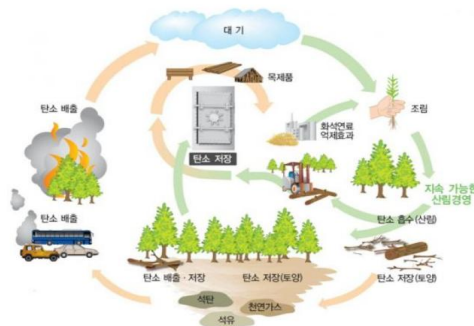 대 기
목제품
탄소 배출
탄소 저장
화석연료
억제효과
조림
지속 가능한
산림경영
탄소 흡수(산림)
탄소 배출
탄소 배출·저장
탄소 저장(토양)
탄소 저장(토양)
석탄
천연가스
석유